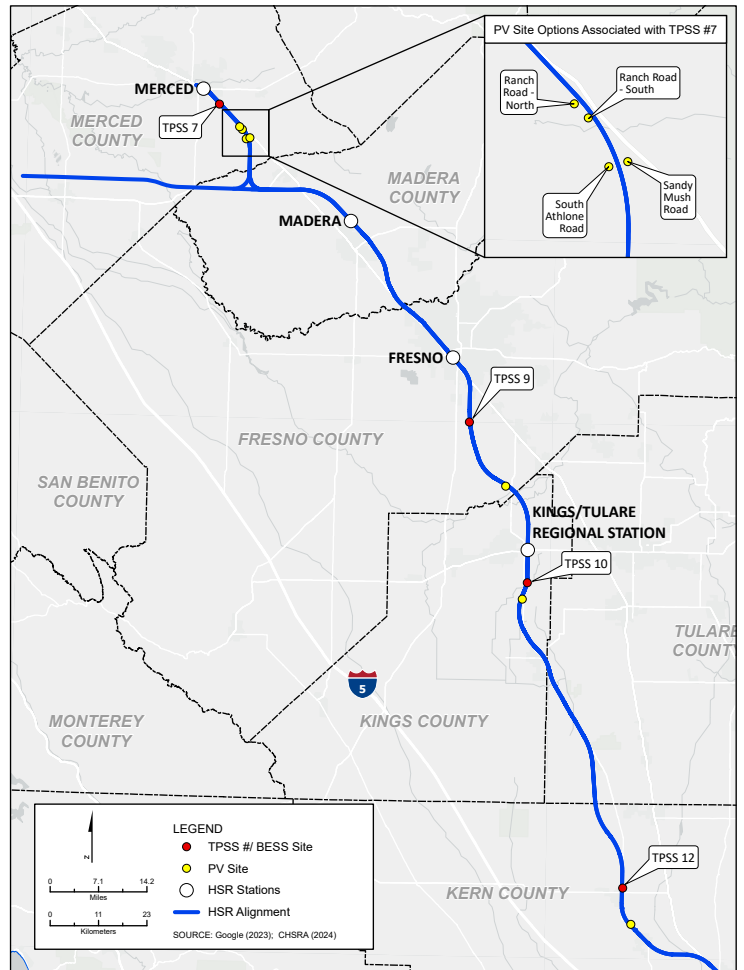 PV Site Options Associated with TPSS #7
Ranch
Road -
North
Ranch Road
- South
South
Athlone
Road
Sandy
Mush
Road
MERCED
MERCED
COUNTY
TPSS 7
MADERA
COUNTY
MADERA
FRESNO
TPSS 9
FRESNO COUNTY
SAN BENITO
COUNTY
KINGS/TULARE
REGIONAL STATION
TPSS 10
TULARE
COUNTY
5
MONTEREY
COUNTY
KINGS COUNTY
TPSS 12
KERN COUNTY
N
LEGEND
TPSS #/ BESS Site
PV Site
HSR Stations
HSR Alignment
0 7.1 14.2
Miles
0 11 23
Kilometers
SOURCE: Google (2023); CHSRA (2024)